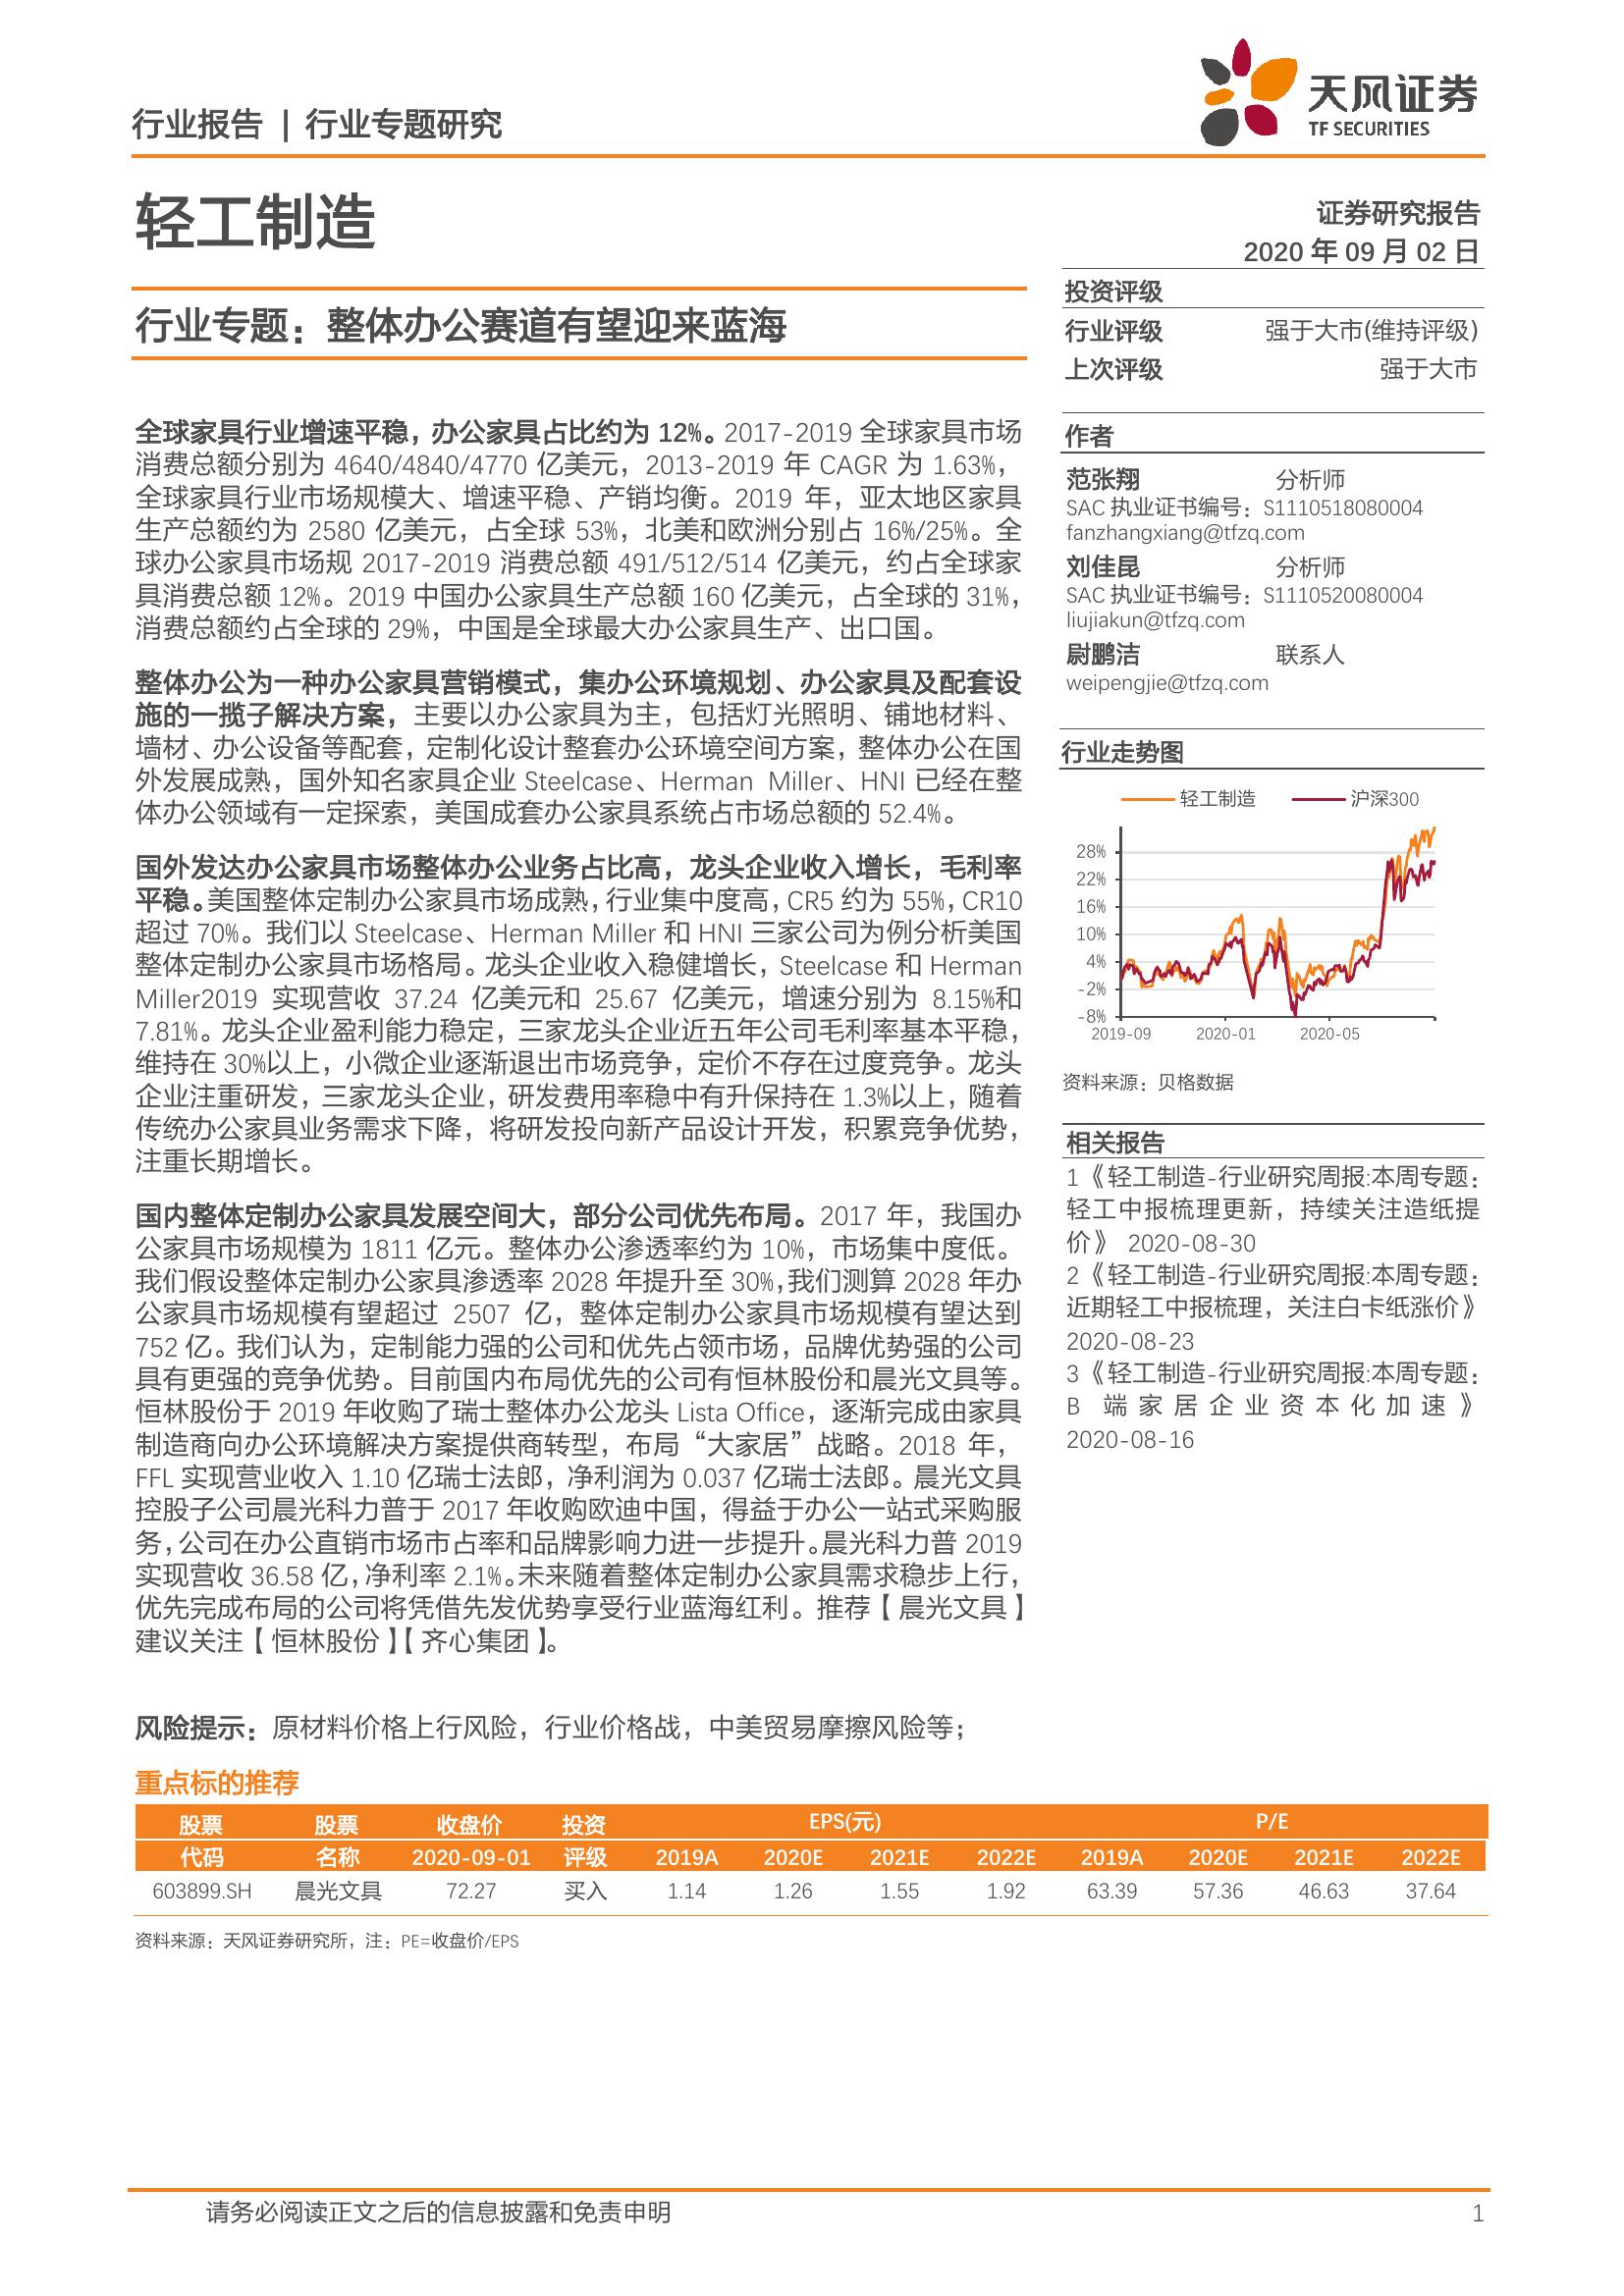 行业报告 | 行业专题研究
天风证券
TF SECURITIES
轻工制造
证券研究报告
2020 年 09 月 02 日
行业专题：整体办公赛道有望迎来蓝海
全球家具行业增速平稳，办公家具占比约为 12%。2017-2019 全球家具市场
消费总额分别为 4640/4840/4770 亿美元，2013-2019 年 CAGR 为 1.63%，
全球家具行业市场规模大、增速平稳、产销均衡。2019 年，亚太地区家具
生产总额约为 2580 亿美元，占全球 53%，北美和欧洲分别占 16%/25%。全
球办公家具市场规 2017-2019 消费总额 491/512/514 亿美元，约占全球家
具消费总额 12%。2019 中国办公家具生产总额 160 亿美元，占全球的 31%，
消费总额约占全球的 29%，中国是全球最大办公家具生产、出口国。
整体办公为一种办公家具营销模式，集办公环境规划、办公家具及配套设
施的一揽子解决方案，主要以办公家具为主，包括灯光照明、铺地材料、
墙材、办公设备等配套，定制化设计整套办公环境空间方案，整体办公在国
外发展成熟，国外知名家具企业 Steelcase、Herman Miller、HNI 已经在整
体办公领域有一定探索，美国成套办公家具系统占市场总额的 52.4%。
国外发达办公家具市场整体办公业务占比高，龙头企业收入增长，毛利率
平稳。美国整体定制办公家具市场成熟，行业集中度高，CR5 约为 55%，CR10
超过 70%。我们以 Steelcase、Herman Miller 和 HNI 三家公司为例分析美国
整体定制办公家具市场格局。龙头企业收入稳健增长，Steelcase 和 Herman
Miller2019 实现营收 37.24 亿美元和 25.67 亿美元，增速分别为 8.15%和
7.81%。龙头企业盈利能力稳定，三家龙头企业近五年公司毛利率基本平稳，
维持在 30%以上，小微企业逐渐退出市场竞争，定价不存在过度竞争。龙头
企业注重研发，三家龙头企业，研发费用率稳中有升保持在 1.3%以上，随着
传统办公家具业务需求下降，将研发投向新产品设计开发，积累竞争优势，
注重长期增长。
国内整体定制办公家具发展空间大，部分公司优先布局。2017 年，我国办
公家具市场规模为 1811 亿元。整体办公渗透率约为 10%，市场集中度低。
我们假设整体定制办公家具渗透率 2028 年提升至 30%，我们测算 2028 年办
公家具市场规模有望超过 2507 亿，整体定制办公家具市场规模有望达到
752 亿。我们认为，定制能力强的公司和优先占领市场，品牌优势强的公司
具有更强的竞争优势。目前国内布局优先的公司有恒林股份和晨光文具等。
恒林股份于 2019 年收购了瑞士整体办公龙头 Lista Office，逐渐完成由家具
制造商向办公环境解决方案提供商转型，布局“大家居”战略。2018 年，
FFL 实现营业收入 1.10 亿瑞士法郎，净利润为 0.037 亿瑞士法郎。晨光文具
控股子公司晨光科力普于 2017 年收购欧迪中国，得益于办公一站式采购服
务，公司在办公直销市场市占率和品牌影响力进一步提升。晨光科力普 2019
实现营收 36.58 亿，净利率 2.1%。未来随着整体定制办公家具需求稳步上行，
优先完成布局的公司将凭借先发优势享受行业蓝海红利。推荐【晨光文具】
建议关注【恒林股份】【齐心集团】。
风险提示：原材料价格上行风险，行业价格战，中美贸易摩擦风险等；
投资评级
行业评级 强于大市(维持评级)
上次评级 强于大市
作者
范张翔 分析师
SAC 执业证书编号：S1110518080004
fanzhangxiang@tfzq.com
刘佳昆 分析师
SAC 执业证书编号：S1110520080004
liujiakun@tfzq.com
尉鹏洁 联系人
weipengjie@tfzq.com
行业走势图
轻工制造 沪深300
28%
22%
16%
10%
4%
-2%
-8%
2019-09 2020-01 2020-05
资料来源：贝格数据
相关报告
1《轻工制造-行业研究周报:本周专题：
轻工中报梳理更新，持续关注造纸提
价》 2020-08-30
2《轻工制造-行业研究周报:本周专题：
近期轻工中报梳理，关注白卡纸涨价》
2020-08-23
3《轻工制造-行业研究周报:本周专题：
B 端家居企业资本化加速》
2020-08-16
重点标的推荐
股票 股票 收盘价 投资 EPS(元) P/E
代码 名称 2020-09-01 评级 2019A 2020E 2021E 2022E 2019A 2020E 2021E 2022E
603899.SH 晨光文具 72.27 买入 1.14 1.26 1.55 1.92 63.39 57.36 46.63 37.64
资料来源：天风证券研究所，注：PE=收盘价/EPS
请务必阅读正文之后的信息披露和免责申明 1